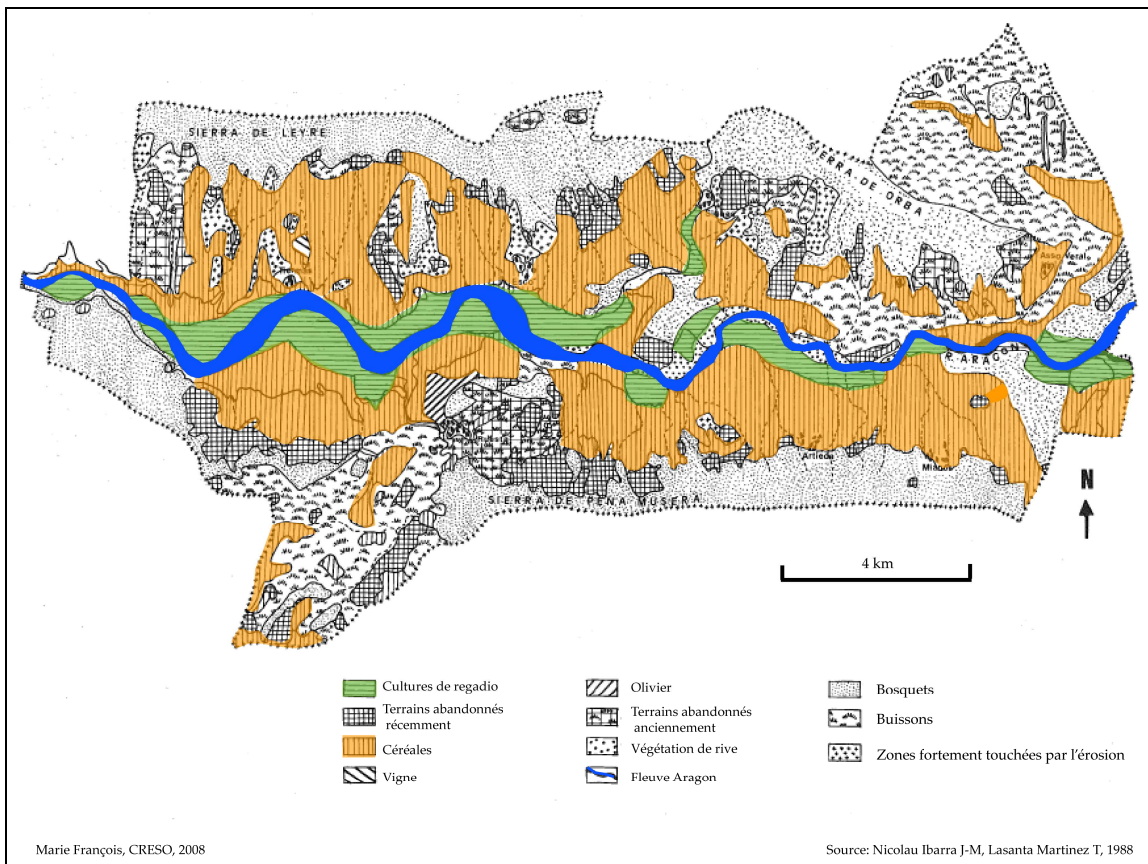 SIERRA DE LEYRE
SIERRA DE ORBA
Asso Veral
R. ARAGON
Artieda
SIERRA DE PENA MUSERA
N
4 km
Cultures de regadio
Terrains abandonnés
récemment
Céréales
Vigne
Olivier
Terrains abandonnés
anciennement
Végétation de rive
Fleuve Aragon
Bosquets
Buissons
Zones fortement touchées par l'érosion
Marie François, CRESO, 2008
Source: Nicolau Ibarra J-M, Lasanta Martinez T, 1988